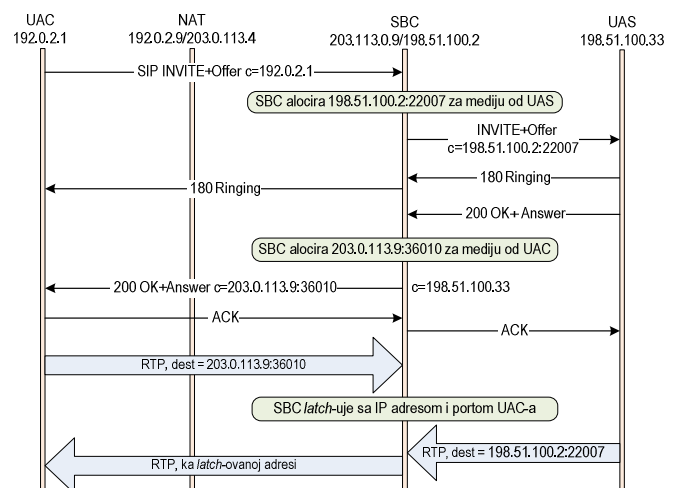 UAC NAT SBC UAS
192.0.2.1 192.0.2.9/203.0.113.4 203.113.0.9/198.51.100.2 198.51.100.33
SIP INVITE+Offer c=192.0.2.1
SBC alocira 198.51.100.2:22007 za mediju od UAS
INVITE+Offer
c=198.51.100.2:22007
180 Ringing
180 Ringing
200 OK+ Answer
SBC alocira 203.0.113.9:36010 za mediju od UAC
200 OK+Answer c=203.0.113.9:36010 c=198.51.100.33
ACK
ACK
RTP, dest = 203.0.113.9:36010
SBC latch-uje sa IP adresom i portom UAC-a
RTP, dest = 198.51.100.2:22007
RTP, ka latch-ovanoj adresi